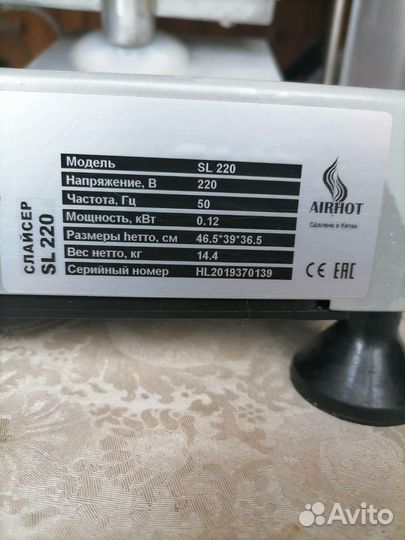 СЛАЙСЕР
SL 220
Модель SL 220
Напряжение, В 220
Частота, Гц 50
Мощность, кВт 0.12
Размеры hетто, см 46.5*39*36.5
Вес нетто, кг 14.4
Серийный номер HL2019370139
AIRHOT
Сделано в Китае
CE EAC
Avito